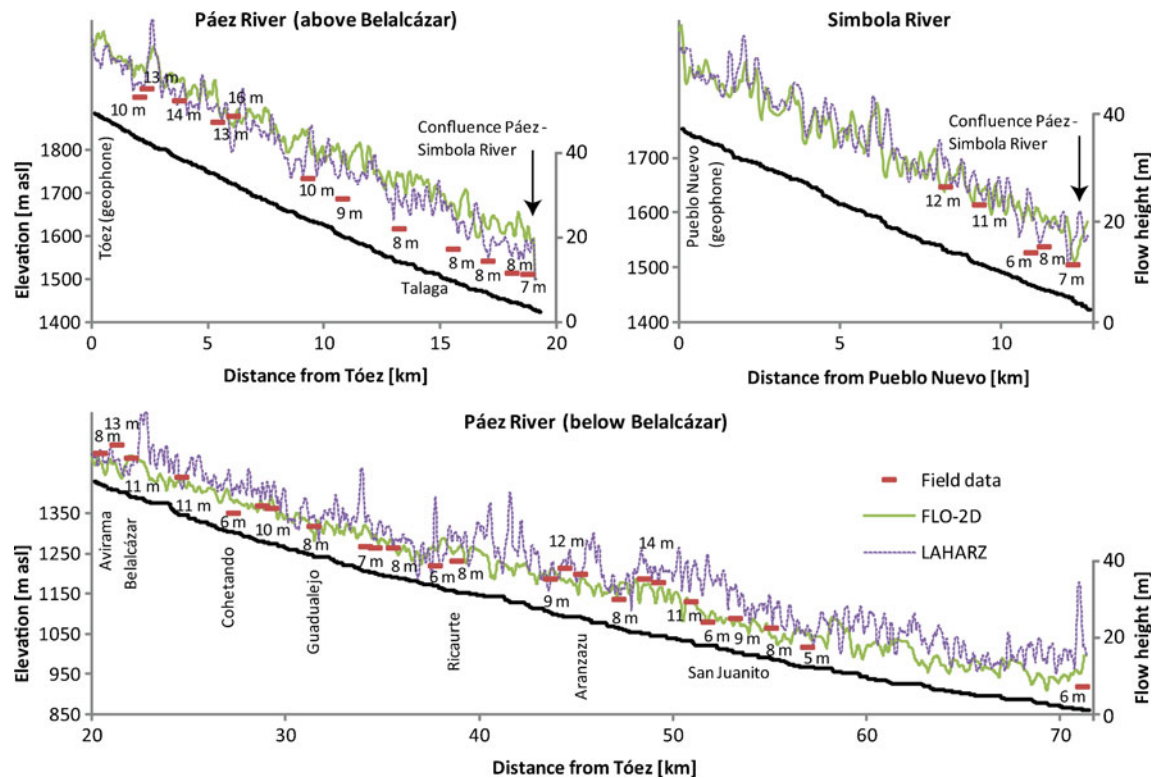 Páez River (above Belalcázar)
13 m
10 m
14 m
16 m
13 m
10 m
9 m
8 m
8 m
8 m
8 m
7 m
Confluence Páez -
Simbola River
Tóez (geophone)
Talaga
Elevation [m asl]
1800
1700
1600
1500
1400
40
20
0
0
5
10
15
20
Distance from Tóez [km]
Simbola River
Confluence Páez -
Simbola River
12 m
11 m
6 m
8 m
7 m
Pueblo Nuevo
(geophone)
1700
1600
1500
1400
40
20
0
Flow height [m]
0
5
10
Distance from Pueblo Nuevo [km]
Páez River (below Belalcázar)
13 m
8 m
11 m
11 m
6 m
10 m
8 m
7 m
8 m
6 m
8 m
12 m
9 m
8 m
14 m
11 m
6 m
9 m
8 m
5 m
6 m
Field data
FLO-2D
LAHARZ
Avirama
Belalcázar
Cohetando
Guadualejo
Ricaurte
Aranzazu
San Juanito
Elevation [m asl]
1350
1250
1150
1050
950
850
40
20
0
Flow height [m]
20
30
40
50
60
70
Distance from Tóez [km]